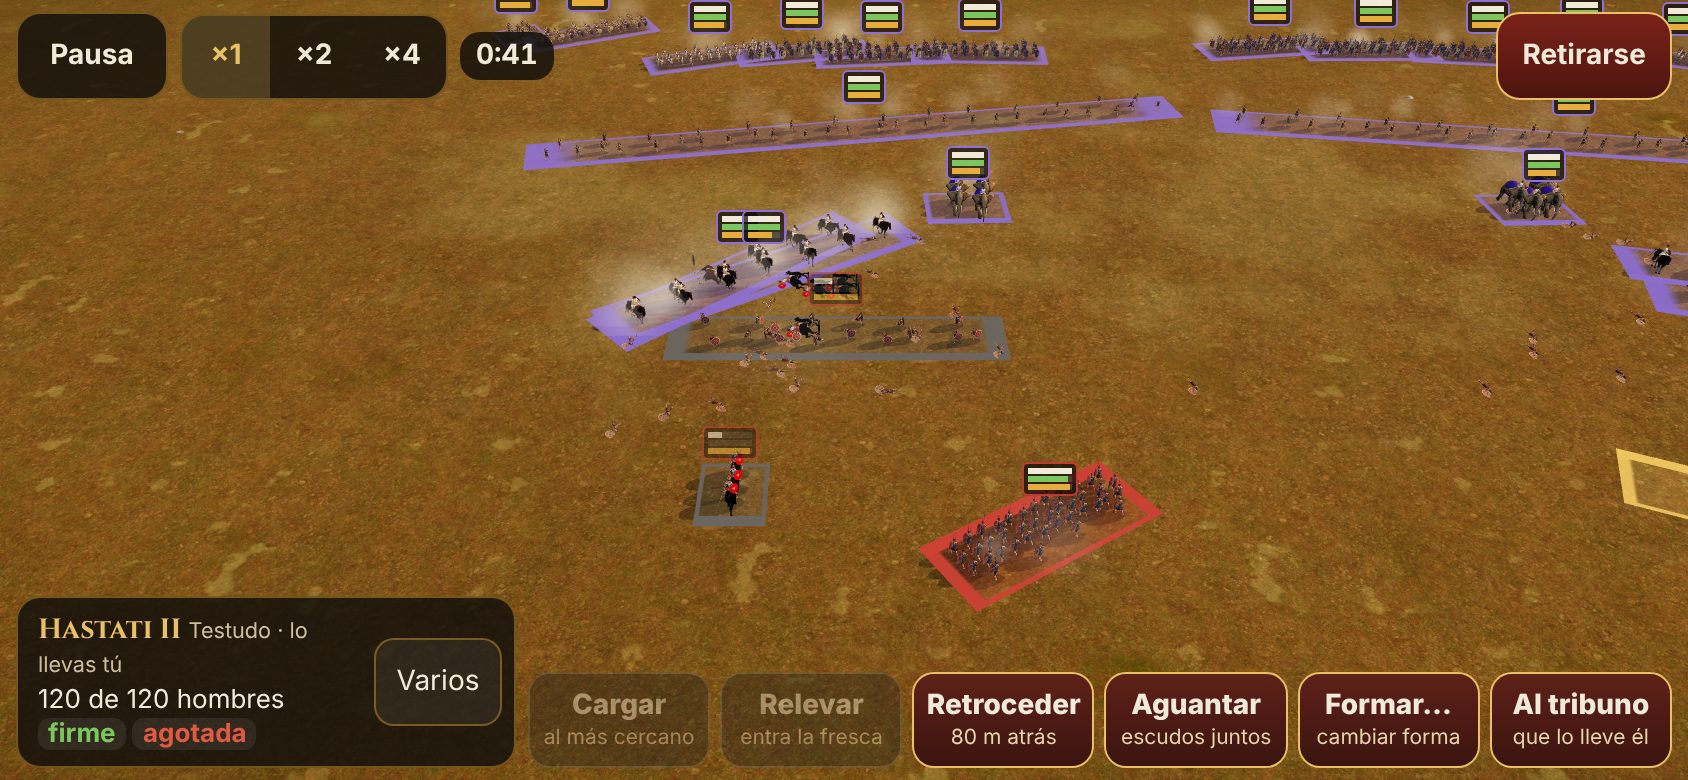 Pausa
×1 ×2 ×4
0:41
Retirarse
HASTATI II Testudo · lo
llevas tú
120 de 120 hombres
firme agotada
Varios
Cargar
al más cercano
Relevar
entra la fresca
Retroceder
80 m atrás
Aguantar
escudos juntos
Formar...
cambiar forma
Al tribuno
que lo lleve él